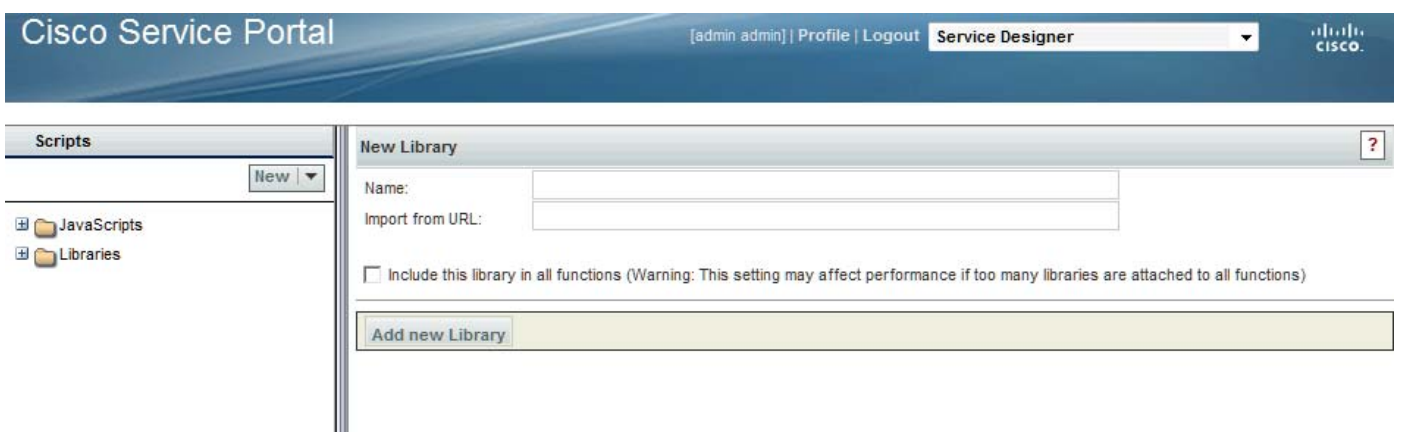 Cisco Service Portal
[admin admin] | Profile | Logout Service Designer
CISCO.
Scripts
New
JavaScripts
Libraries
New Library
?
Name:
Import from URL:
Include this library in all functions (Warning: This setting may affect performance if too many libraries are attached to all functions)
Add new Library